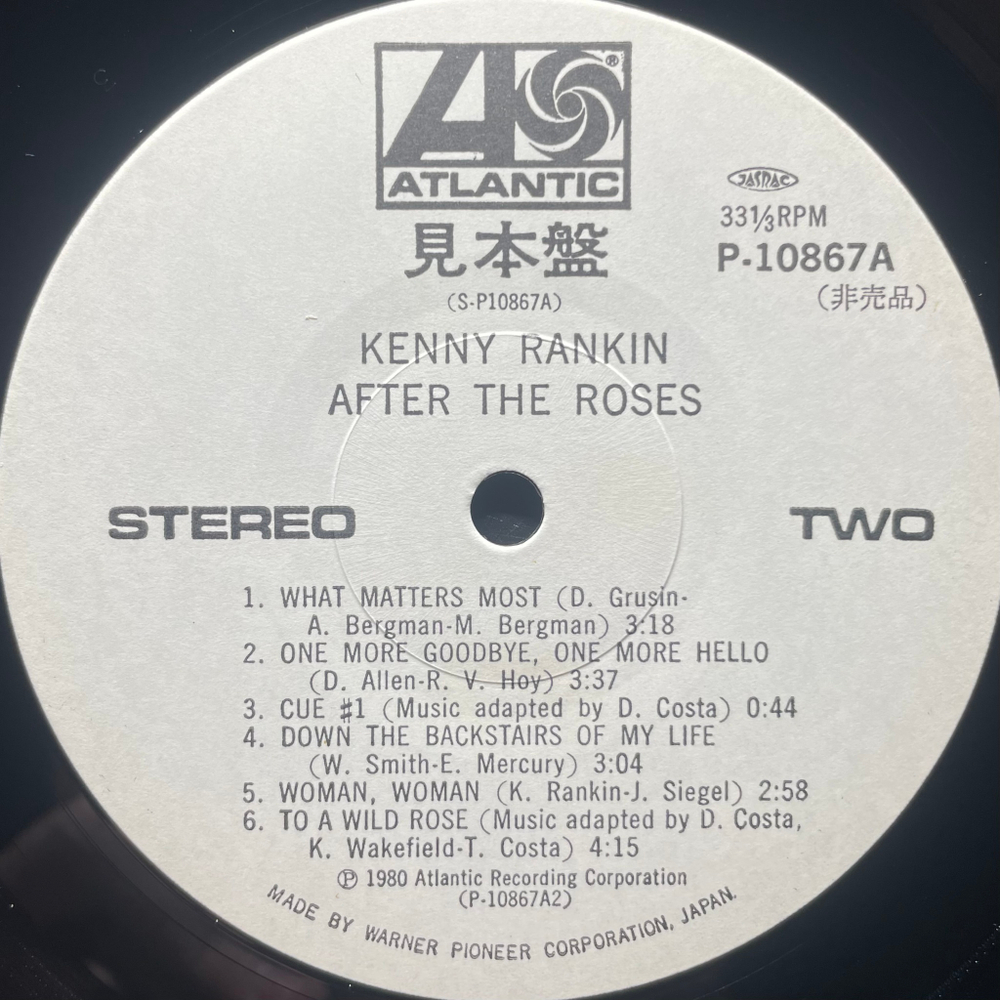 ATLANTIC
®
JASRAC
見本盤
33⅓RPM
P-10867A
(S-P10867A)
(非売品)
KENNY RANKIN
AFTER THE ROSES
STEREO
TWO
1. WHAT MATTERS MOST (D. Grusin-
A. Bergman-M. Bergman) 3:18
2. ONE MORE GOODBYE, ONE MORE HELLO
(D. Allen-R. V. Hoy) 3:37
3. CUE #1 (Music adapted by D. Costa) 0:44
4. DOWN THE BACKSTAIRS OF MY LIFE
(W. Smith-E. Mercury) 3:04
5. WOMAN, WOMAN (K. Rankin-J. Siegel) 2:58
6. TO A WILD ROSE (Music adapted by D. Costa,
K. Wakefield-T. Costa) 4:15
℗ 1980 Atlantic Recording Corporation
(P-10867A2)
MADE BY WARNER PIONEER CORPORATION, JAPAN.